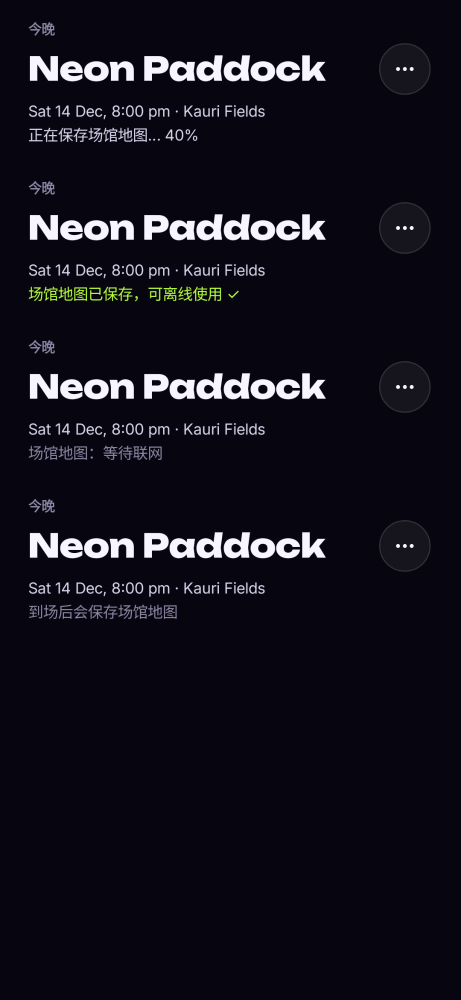 今晚
Neon Paddock
Sat 14 Dec, 8:00 pm · Kauri Fields
正在保存场馆地图... 40%
今晚
Neon Paddock
Sat 14 Dec, 8:00 pm · Kauri Fields
场馆地图已保存，可离线使用 ✓
今晚
Neon Paddock
Sat 14 Dec, 8:00 pm · Kauri Fields
场馆地图：等待联网
今晚
Neon Paddock
Sat 14 Dec, 8:00 pm · Kauri Fields
到场后会保存场馆地图